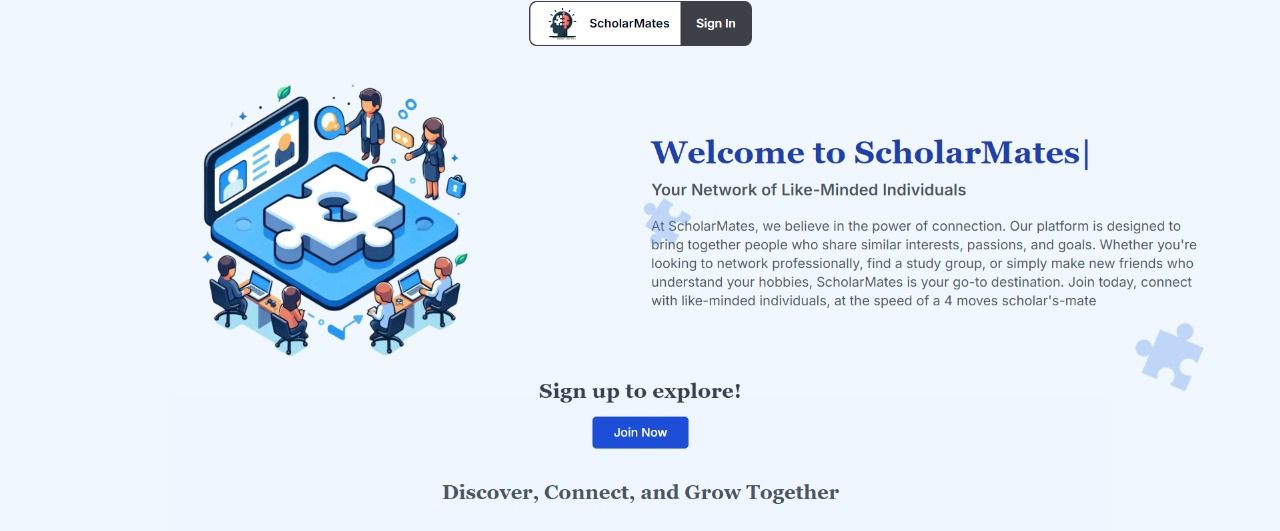 ScholarMates
Sign In
Welcome to ScholarMates|
Your Network of Like-Minded Individuals
At ScholarMates, we believe in the power of connection. Our platform is designed to
bring together people who share similar interests, passions, and goals. Whether you're
looking to network professionally, find a study group, or simply make new friends who
understand your hobbies, ScholarMates is your go-to destination. Join today, connect
with like-minded individuals, at the speed of a 4 moves scholar's-mate
Sign up to explore!
Join Now
Discover, Connect, and Grow Together